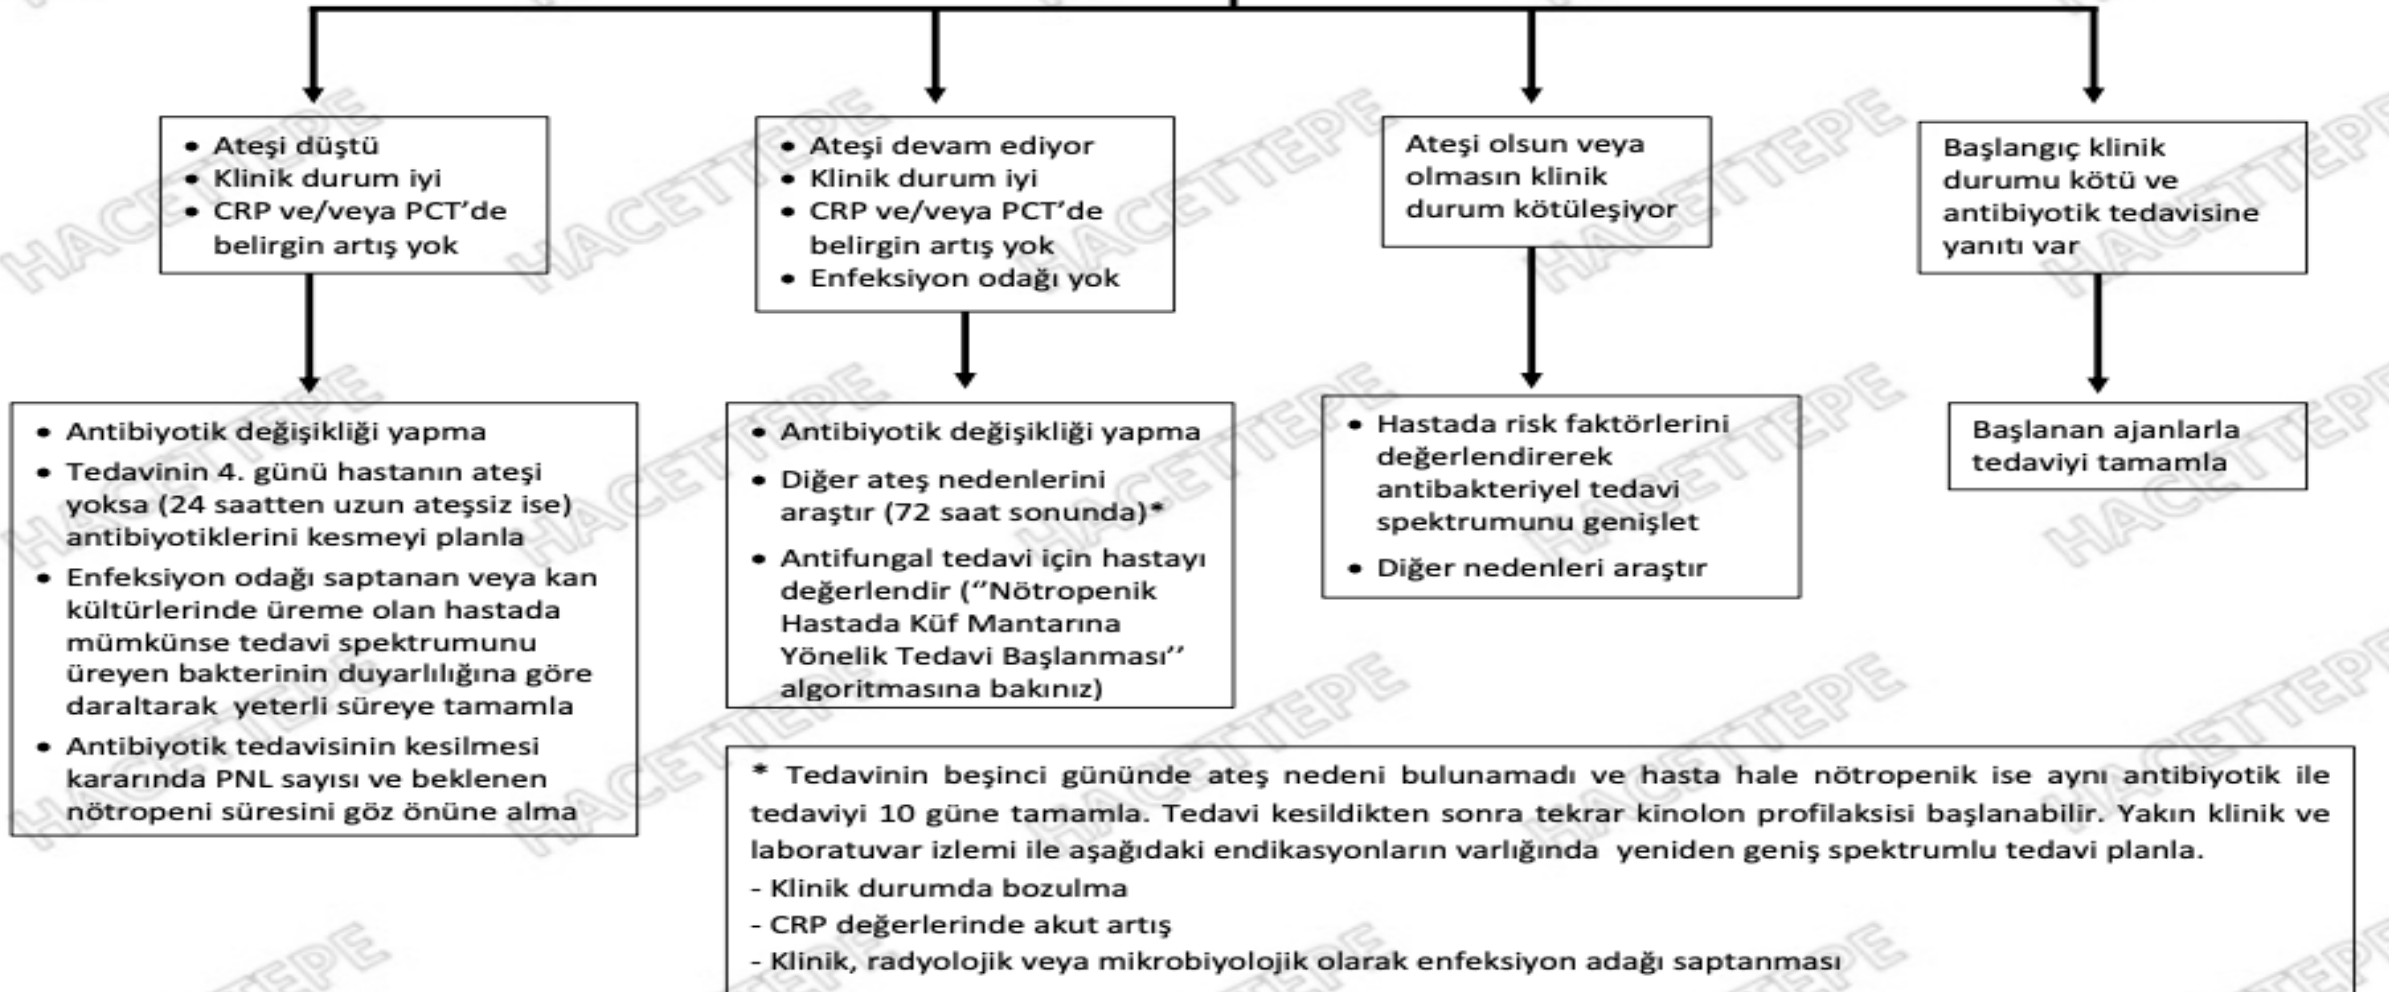 • Ateşi düştü
• Klinik durum iyi
• CRP ve/veya PCT’de
belirgin artış yok
• Ateşi devam ediyor
• Klinik durum iyi
• CRP ve/veya PCT’de
belirgin artış yok
• Enfeksiyon odağı yok
Ateşi olsun veya
olmasın klinik
durum kötüleşiyor
Başlangıç klinik
durumu kötü ve
antibiyotik tedavisine
yanıtı var
• Antibiyotik değişikliği yapma
• Tedavinin 4. günü hastanın ateşi
yoksa (24 saatten uzun ateşsiz ise)
antibiyotiklerini kesmeyi planla
• Enfeksiyon odağı saptanan veya kan
kültürlerinde üreme olan hastada
mümkünse tedavi spektrumunu
üreyen bakterinin duyarlılığına göre
daraltarak yeterli süreye tamamla
• Antibiyotik tedavisinin kesilmesi
kararında PNL sayısı ve beklenen
nötropeni süresini göz önüne alma
• Antibiyotik değişikliği yapma
• Diğer ateş nedenlerini
araştır (72 saat sonunda)*
• Antifungal tedavi için hastayı
değerlendir (‘’Nötropenik
Hastada Küf Mantarına
Yönelik Tedavi Başlanması’’
algoritmasına bakınız)
• Hastada risk faktörlerini
değerlendirerek
antibakteriyel tedavi
spektrumunu genişlet
• Diğer nedenleri araştır
Başlanan ajanlarla
tedaviyi tamamla
* Tedavinin beşinci gününde ateş nedeni bulunamadı ve hasta hale nötropenik ise aynı antibiyotik ile
tedaviyi 10 güne tamamla. Tedavi kesildikten sonra tekrar kinolon profilaksisi başlanabilir. Yakın klinik ve
laboratuvar izlemi ile aşağıdaki endikasyonların varlığında yeniden geniş spektrumlu tedavi planla.
- Klinik durumda bozulma
- CRP değerlerinde akut artış
- Klinik, radyolojik veya mikrobiyolojik olarak enfeksiyon adağı saptanması
HACETTEPE